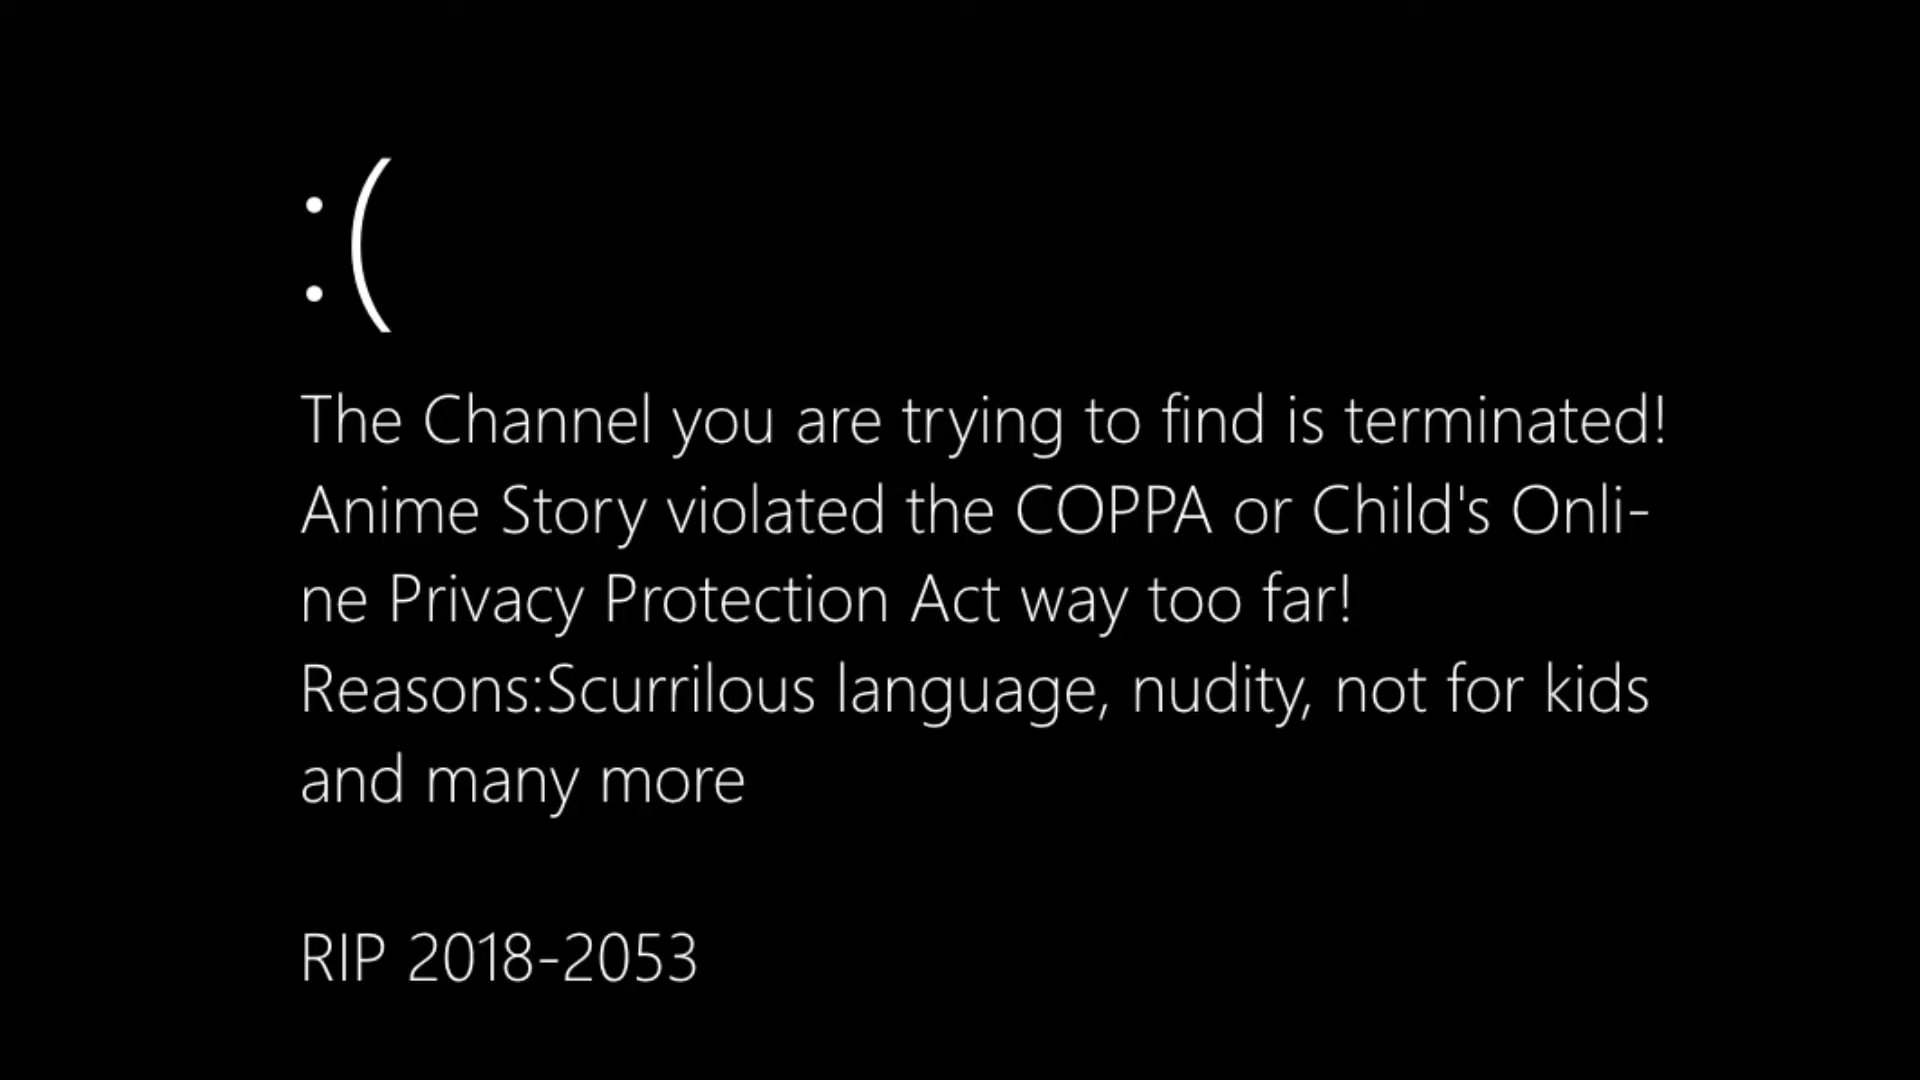 :(
The Channel you are trying to find is terminated!
Anime Story violated the COPPA or Child's Onli-
ne Privacy Protection Act way too far!
Reasons:Scurrilous language, nudity, not for kids
and many more
RIP 2018-2053